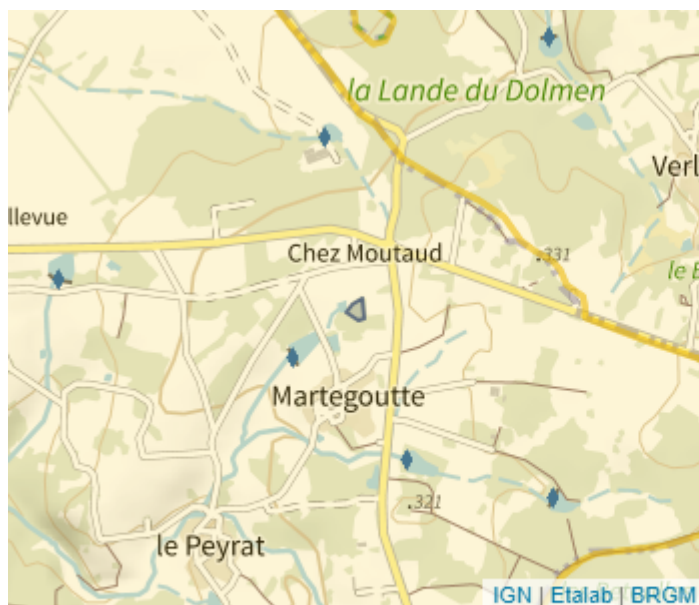 la Lande du Dolmen
Verl
llevue
Chez Moutaud
.331
le B
Martegoutte
.321
le Peyrat
IGN | Etalab | BRGM